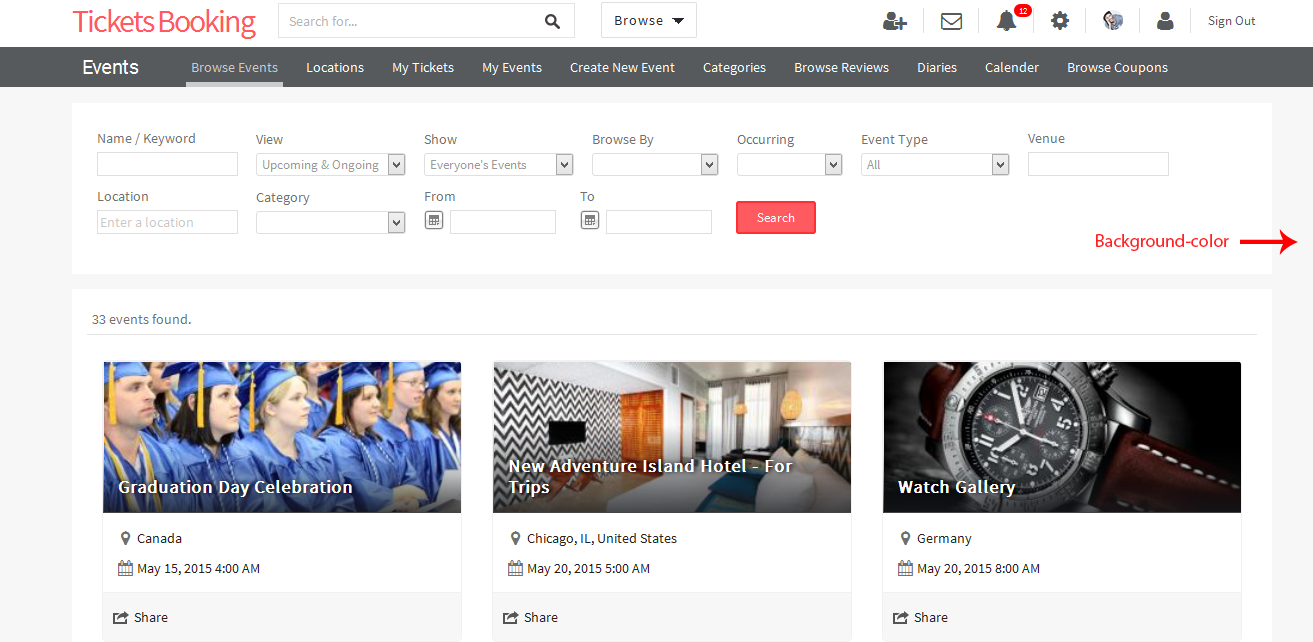 Tickets Booking Search for... Browse 12 Sign Out
Events Browse Events Locations My Tickets My Events Create New Event Categories Browse Reviews Diaries Calender Browse Coupons
Name / Keyword View Show Browse By Occurring Event Type Venue
Upcoming & Ongoing Everyone's Events All
Location Category From To
Enter a location Search
Background-color
33 events found.
Graduation Day Celebration
New Adventure Island Hotel - For
Trips
Watch Gallery
Canada Chicago, IL, United States Germany
May 15, 2015 4:00 AM May 20, 2015 5:00 AM May 20, 2015 8:00 AM
Share Share Share